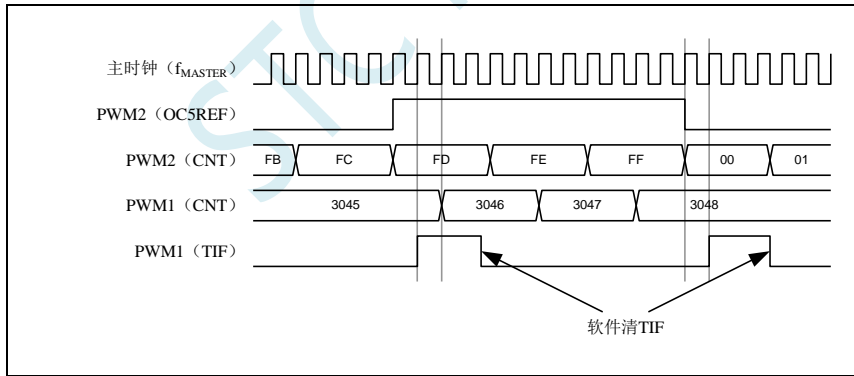 主时钟（fMASTER）
PWM2（OC5REF）
PWM2（CNT） FB FC FD FE FF 00 01
PWM1（CNT） 3045 3046 3047 3048
PWM1（TIF）
软件清TIF
STC